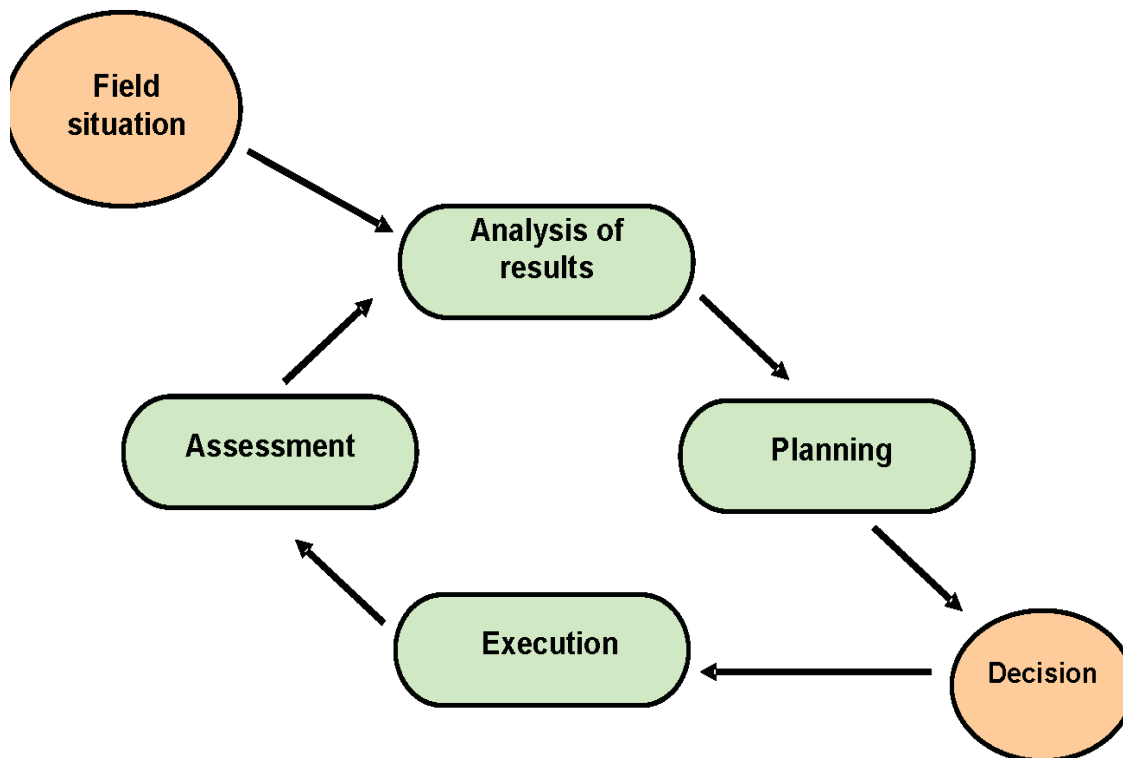 Field
situation
Analysis of
results
Assessment
Planning
Execution
Decision